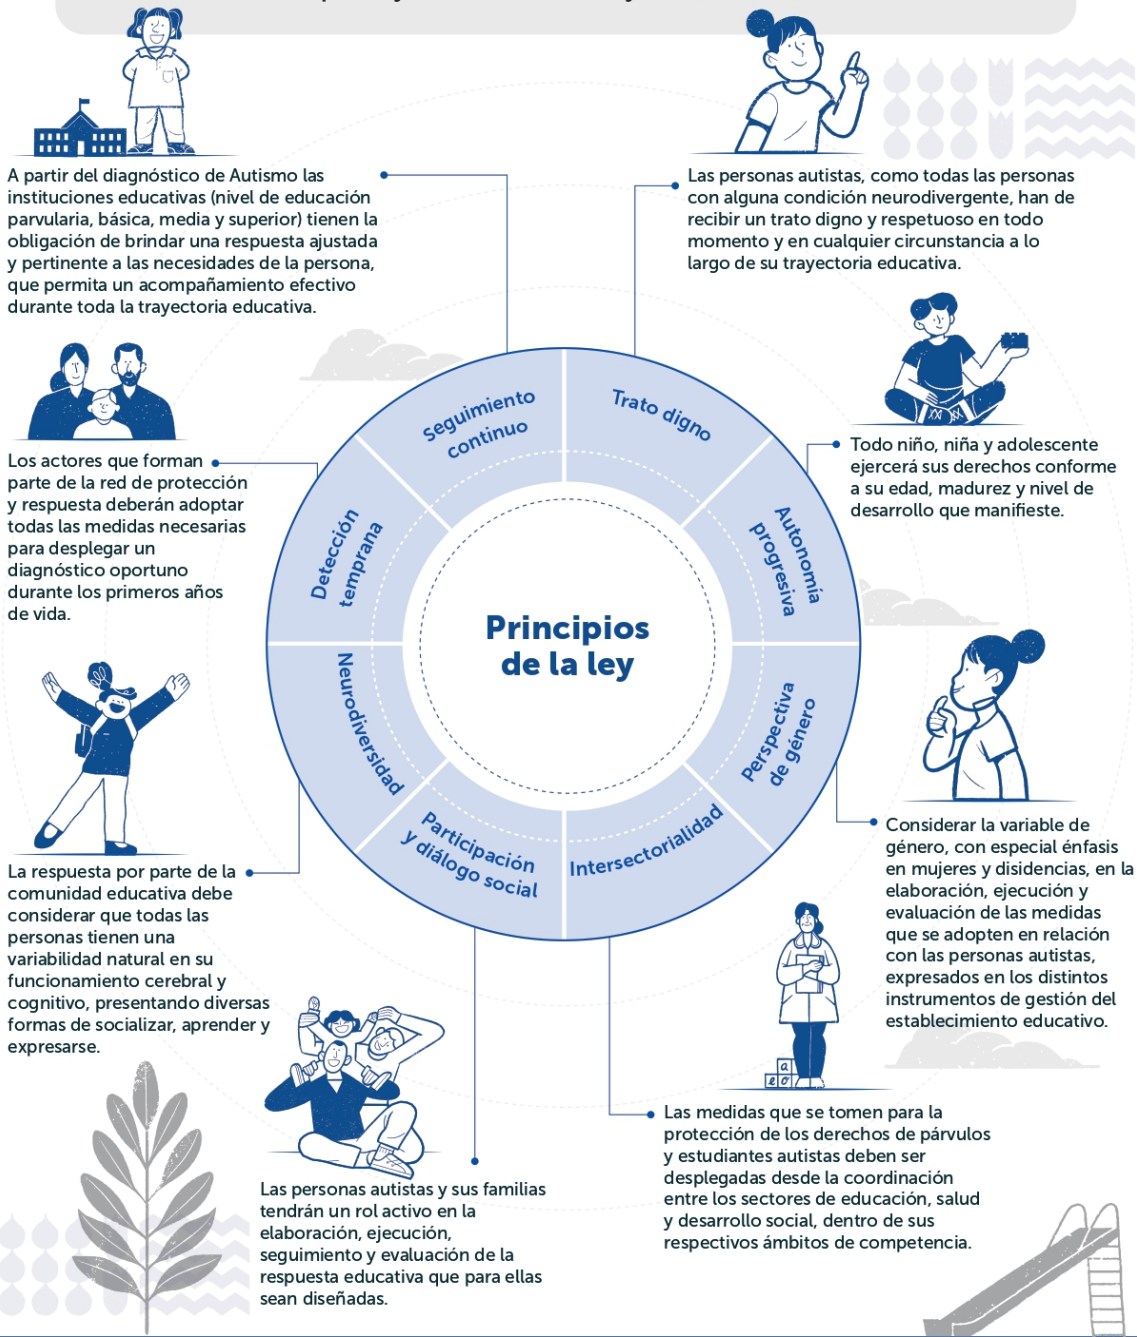 A partir del diagnóstico de Autismo las
instituciones educativas (nivel de educación
parvularia, básica, media y superior) tienen la
obligación de brindar una respuesta ajustada
y pertinente a las necesidades de la persona,
que permita un acompañamiento efectivo
durante toda la trayectoria educativa.
Las personas autistas, como todas las personas
con alguna condición neurodivergente, han de
recibir un trato digno y respetuoso en todo
momento y en cualquier circunstancia a lo
largo de su trayectoria educativa.
Los actores que forman
parte de la red de protección
y respuesta deberán adoptar
todas las medidas necesarias
para desplegar un
diagnóstico oportuno
durante los primeros años
de vida.
Todo niño, niña y adolescente
ejercerá sus derechos conforme
a su edad, madurez y nivel de
desarrollo que manifieste.
Seguimiento
continuo
Trato digno
Detección
temprana
Autonomía
progresiva
Principios
de la ley
Neurodiversidad
Perspectiva
de género
Participación
y diálogo social
Intersectorialidad
La respuesta por parte de la
comunidad educativa debe
considerar que todas las
personas tienen una
variabilidad natural en su
funcionamiento cerebral y
cognitivo, presentando diversas
formas de socializar, aprender y
expresarse.
Considerar la variable de
género, con especial énfasis
en mujeres y disidencias, en la
elaboración, ejecución y
evaluación de las medidas
que se adopten en relación
con las personas autistas,
expresados en los distintos
instrumentos de gestión del
establecimiento educativo.
a
e o
Las personas autistas y sus familias
tendrán un rol activo en la
elaboración, ejecución,
seguimiento y evaluación de la
respuesta educativa que para ellas
sean diseñadas.
Las medidas que se tomen para la
protección de los derechos de párvulos
y estudiantes autistas deben ser
desplegadas desde la coordinación
entre los sectores de educación, salud
y desarrollo social, dentro de sus
respectivos ámbitos de competencia.